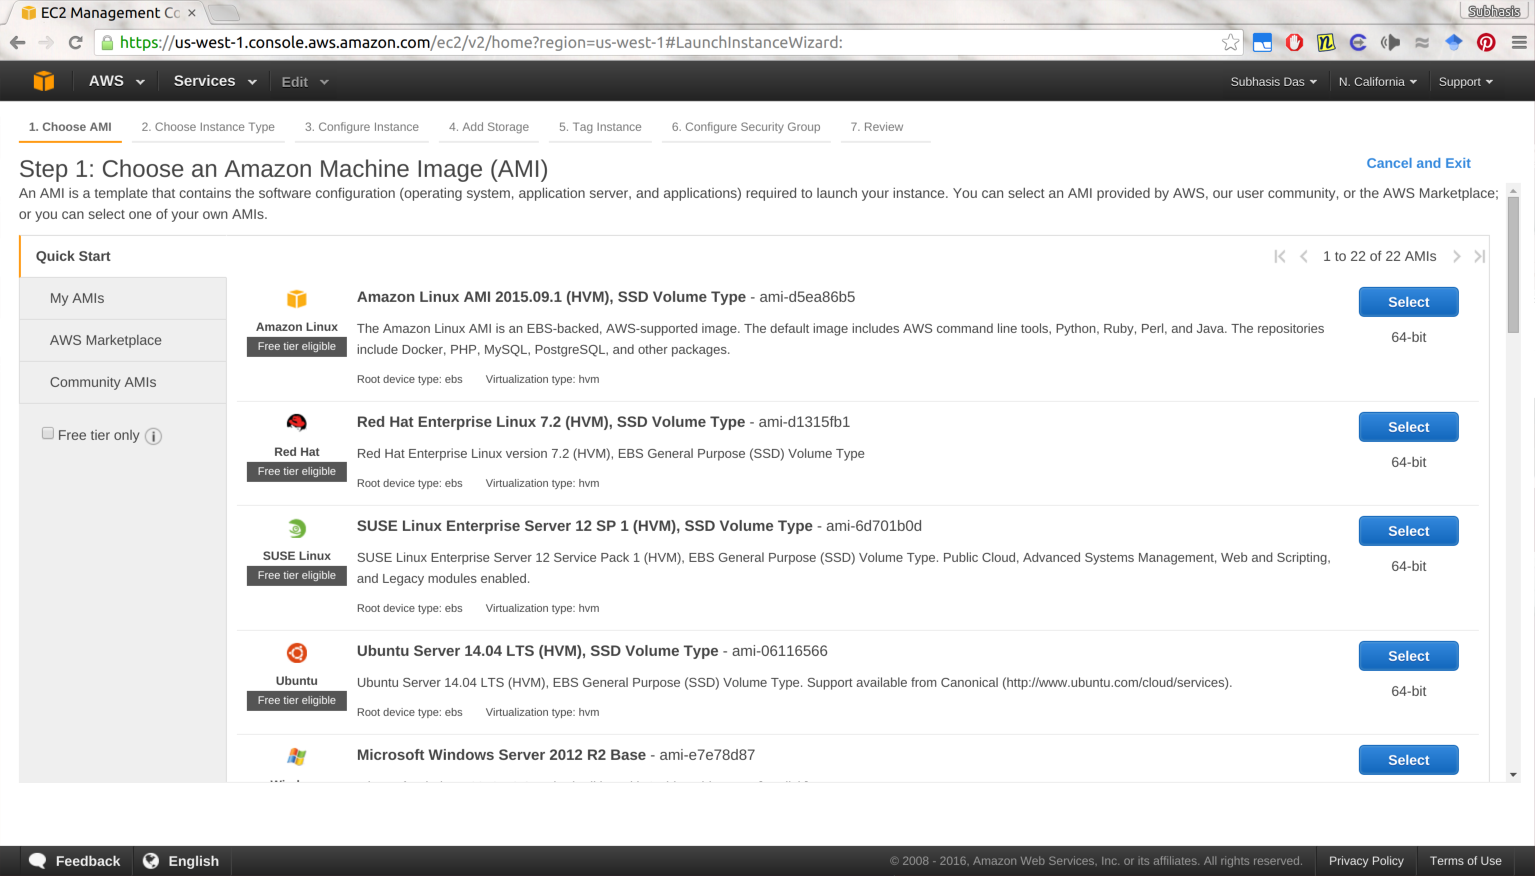 EC2 Management Co ×
Subhasis
https://us-west-1.console.aws.amazon.com/ec2/v2/home?region=us-west-1#LaunchInstanceWizard:
AWS
Services
Edit
Subhasis Das
N. California
Support
1. Choose AMI
2. Choose Instance Type
3. Configure Instance
4. Add Storage
5. Tag Instance
6. Configure Security Group
7. Review
Step 1: Choose an Amazon Machine Image (AMI)
Cancel and Exit
An AMI is a template that contains the software configuration (operating system, application server, and applications) required to launch your instance. You can select an AMI provided by AWS, our user community, or the AWS Marketplace;
or you can select one of your own AMIs.
Quick Start
1 to 22 of 22 AMIs
My AMIs
AWS Marketplace
Community AMIs
Free tier only
Amazon Linux
Free tier eligible
Amazon Linux AMI 2015.09.1 (HVM), SSD Volume Type - ami-d5ea86b5
The Amazon Linux AMI is an EBS-backed, AWS-supported image. The default image includes AWS command line tools, Python, Ruby, Perl, and Java. The repositories
include Docker, PHP, MySQL, PostgreSQL, and other packages.
Root device type: ebs Virtualization type: hvm
Select
64-bit
Red Hat
Free tier eligible
Red Hat Enterprise Linux 7.2 (HVM), SSD Volume Type - ami-d1315fb1
Red Hat Enterprise Linux version 7.2 (HVM), EBS General Purpose (SSD) Volume Type
Root device type: ebs Virtualization type: hvm
Select
64-bit
SUSE Linux
Free tier eligible
SUSE Linux Enterprise Server 12 SP 1 (HVM), SSD Volume Type - ami-6d701b0d
SUSE Linux Enterprise Server 12 Service Pack 1 (HVM), EBS General Purpose (SSD) Volume Type. Public Cloud, Advanced Systems Management, Web and Scripting,
and Legacy modules enabled.
Root device type: ebs Virtualization type: hvm
Select
64-bit
Ubuntu
Free tier eligible
Ubuntu Server 14.04 LTS (HVM), SSD Volume Type - ami-06116566
Ubuntu Server 14.04 LTS (HVM), EBS General Purpose (SSD) Volume Type. Support available from Canonical (http://www.ubuntu.com/cloud/services).
Root device type: ebs Virtualization type: hvm
Select
64-bit
Microsoft Windows Server 2012 R2 Base - ami-e7e78d87
Select
Feedback
English
© 2008 - 2016, Amazon Web Services, Inc. or its affiliates. All rights reserved.
Privacy Policy
Terms of Use